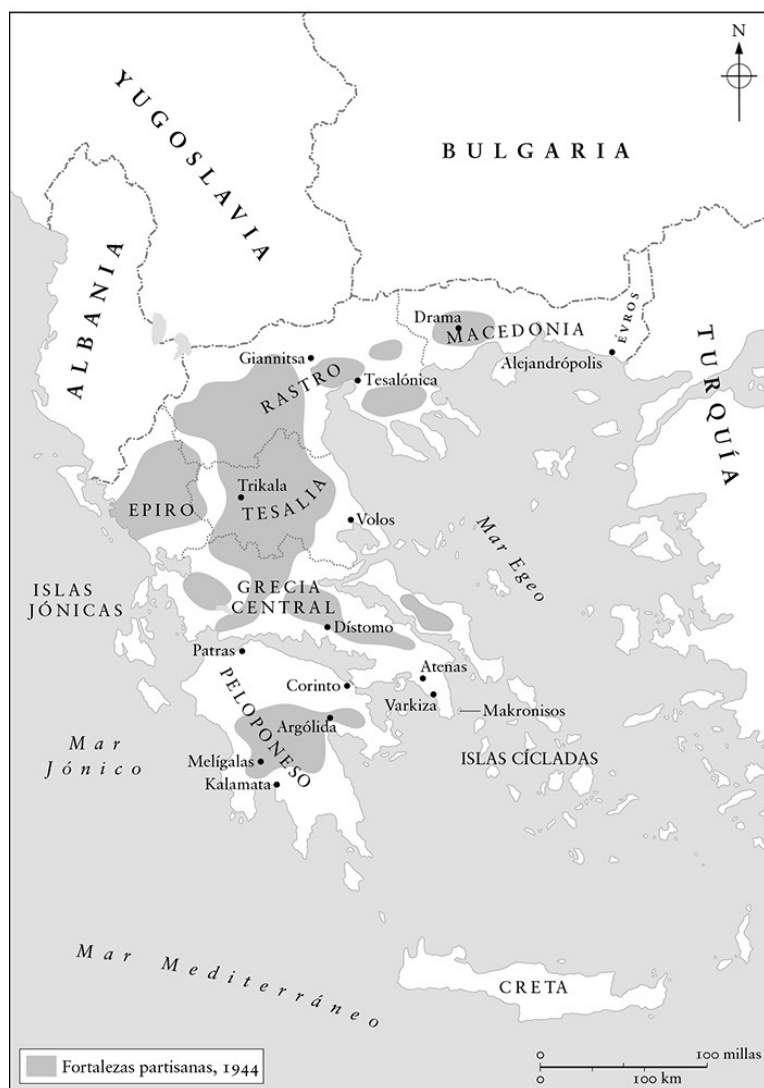 N
YUGOSLAVIA
BULGARIA
ALBANIA
Drama
MACEDONIA
ÉVROS
Giannitsa
RASTRO
Tesalónica
Alejandrópolis
TURQUÍA
EPIRO
Trikala
TESALIA
Volos
Mar Egeo
ISLAS
JÓNICAS
GRECIA
CENTRAL
Dístomo
Patras
Atenas
Corinto
Varkiza
Makronisos
PELOPONESO
Argólida
Mar
Jónico
Melígalas
Kalamata
ISLAS CÍCLADAS
Mar Mediterráneo
CRETA
Fortalezas partisanas, 1944
0 100 millas
0 100 km